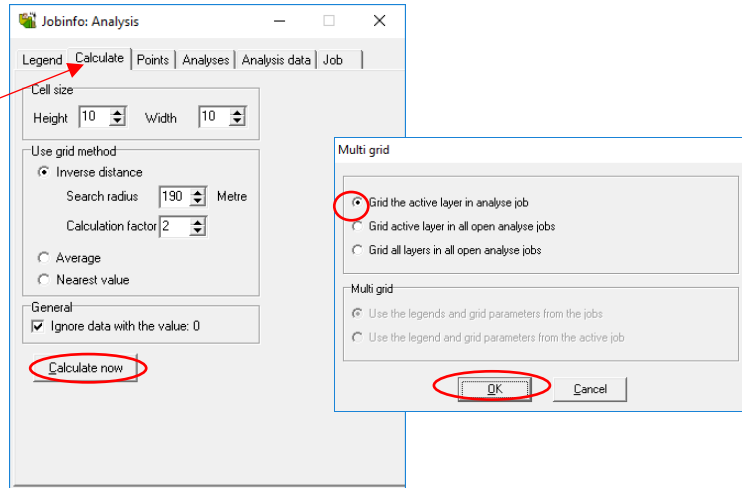 Jobinfo: Analysis
Legend Calculate Points Analyses Analysis data Job
Cell size
Height 10 Width 10
Use grid method
Inverse distance
Search radius 190 Metre
Calculation factor 2
Average
Nearest value
General
Ignore data with the value: 0
Calculate now
Multi grid
Grid the active layer in analyse job
Grid active layer in all open analyse jobs
Grid all layers in all open analyse jobs
Multi grid
Use the legends and grid parameters from the jobs
Use the legend and grid parameters from the active job
OK Cancel